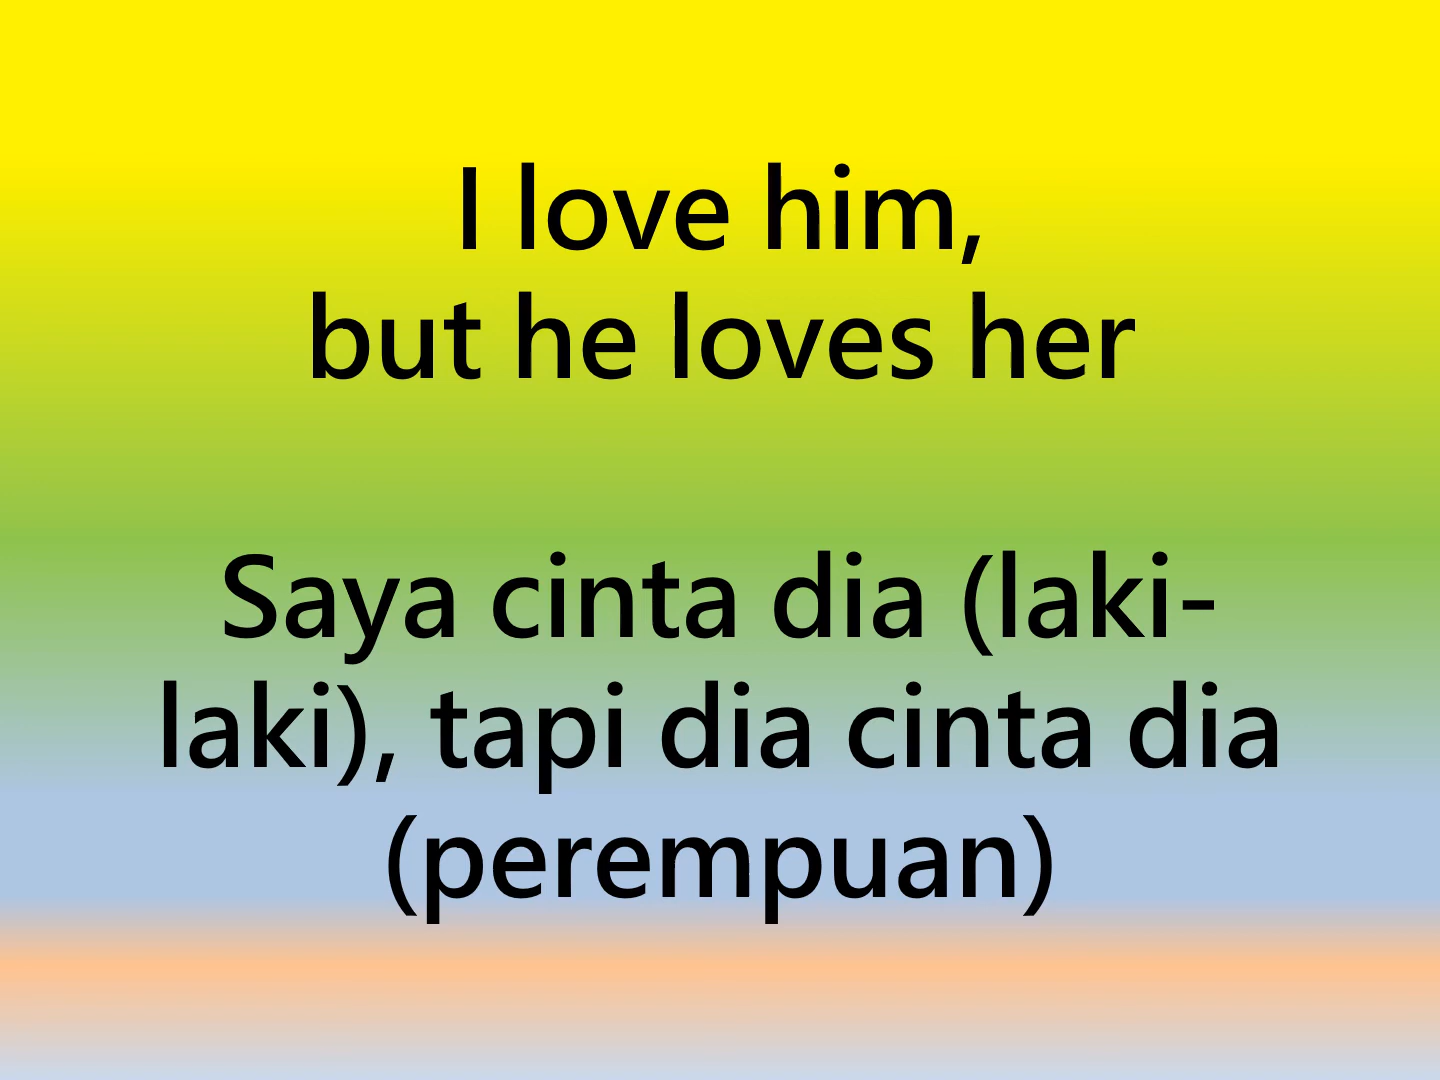 I love him,
but he loves her
Saya cinta dia (laki-
laki), tapi dia cinta dia
(perempuan)